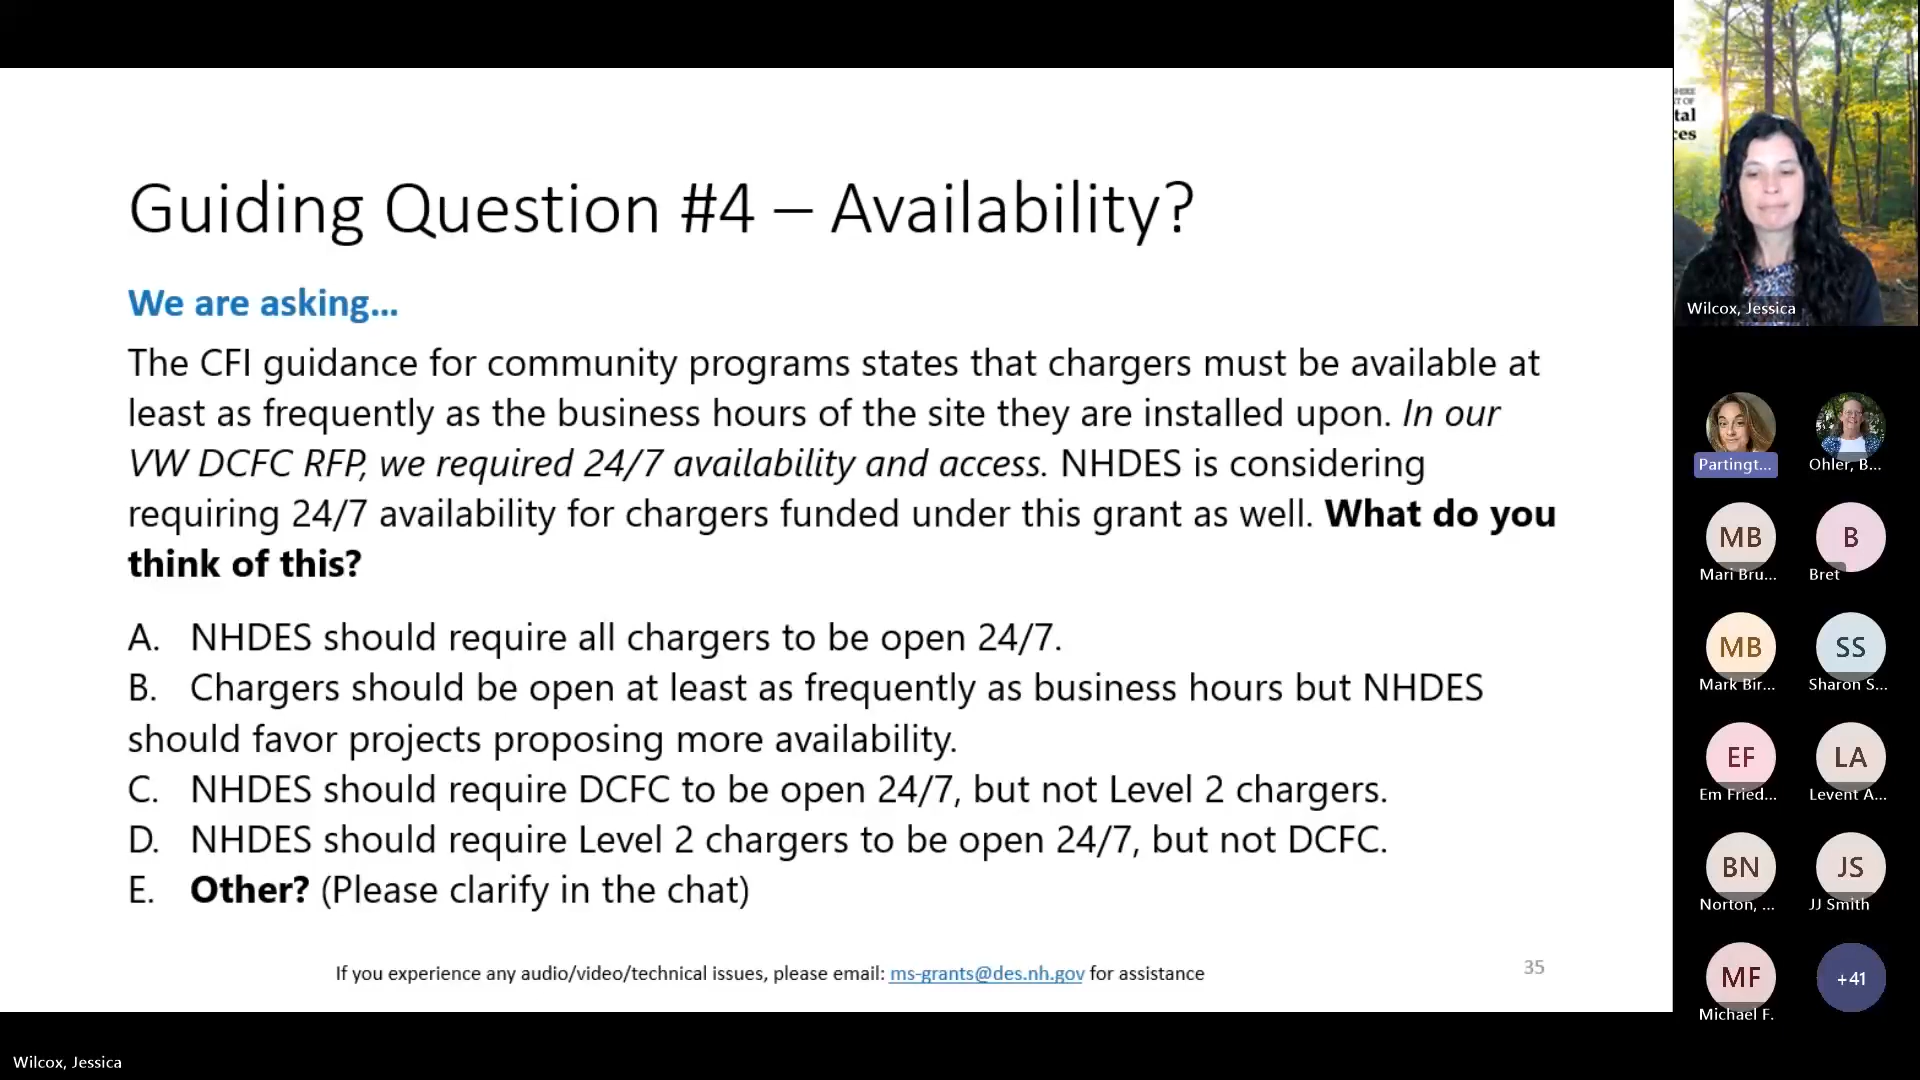 Guiding Question #4 – Availability?
We are asking...
The CFI guidance for community programs states that chargers must be available at
least as frequently as the business hours of the site they are installed upon. In our
VW DCFC RFP, we required 24/7 availability and access. NHDES is considering
requiring 24/7 availability for chargers funded under this grant as well. What do you
think of this?
A. NHDES should require all chargers to be open 24/7.
B. Chargers should be open at least as frequently as business hours but NHDES
should favor projects proposing more availability.
C. NHDES should require DCFC to be open 24/7, but not Level 2 chargers.
D. NHDES should require Level 2 chargers to be open 24/7, but not DCFC.
E. Other? (Please clarify in the chat)
If you experience any audio/video/technical issues, please email: ms-grants@des.nh.gov for assistance
35
Wilcox, Jessica
HIRE
T OF
tal
ces
Wilcox, Jessica
Partingt...
Ohler, B...
MB
B
Mari Bru...
Bret
MB
SS
Mark Bir...
Sharon S...
EF
LA
Em Fried...
Levent A...
BN
JS
Norton, ...
JJ Smith
MF
+41
Michael F.